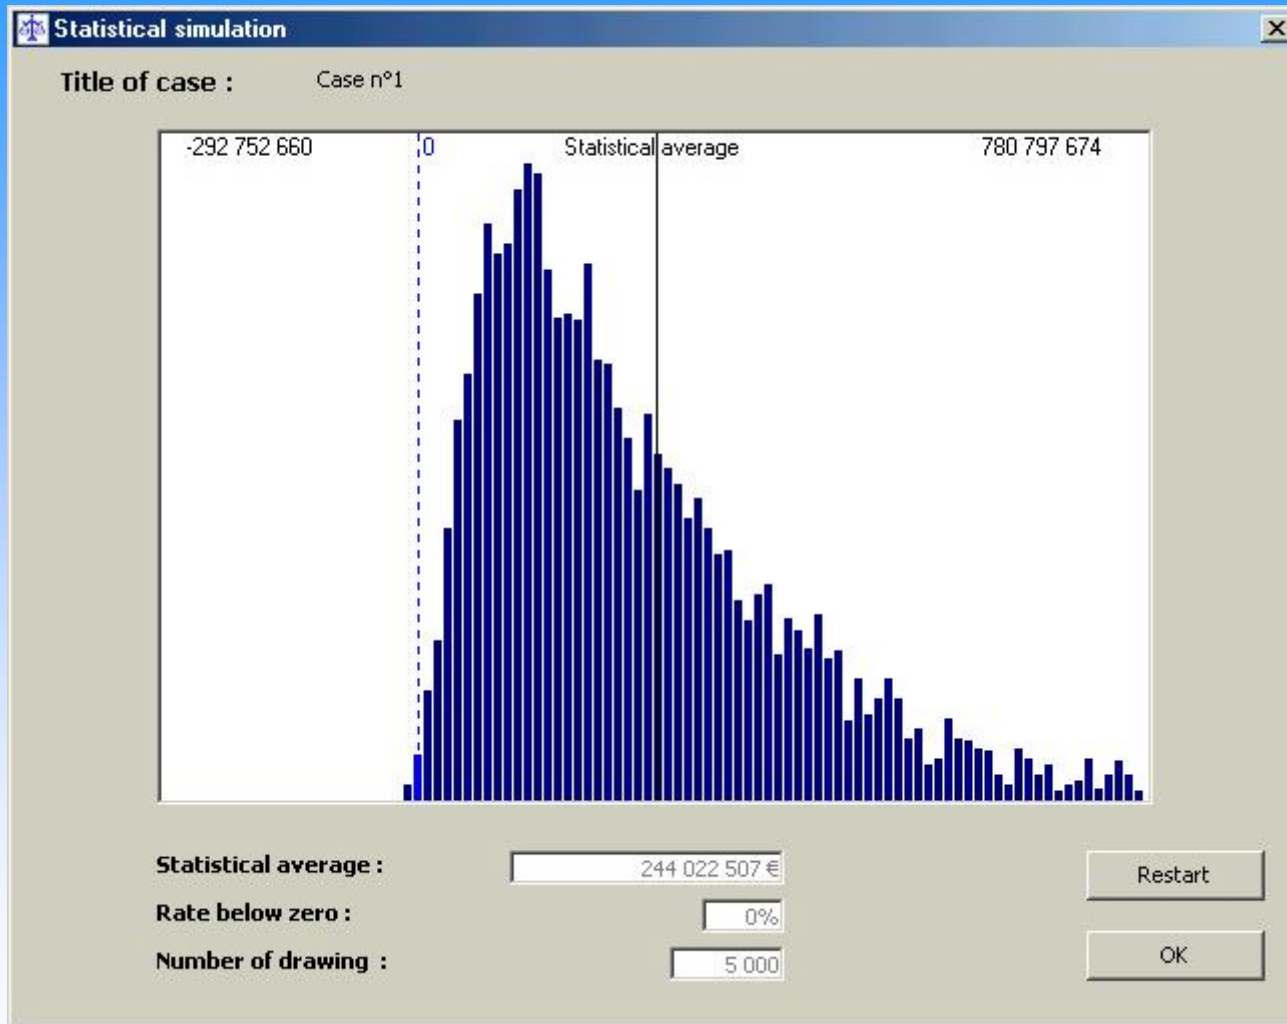 Statistical simulation
Title of case : Case n°1
-292 752 660 0 Statistical average 780 797 674
Statistical average : 244 022 507 €
Restart
Rate below zero : 0%
Number of drawing : 5 000
OK